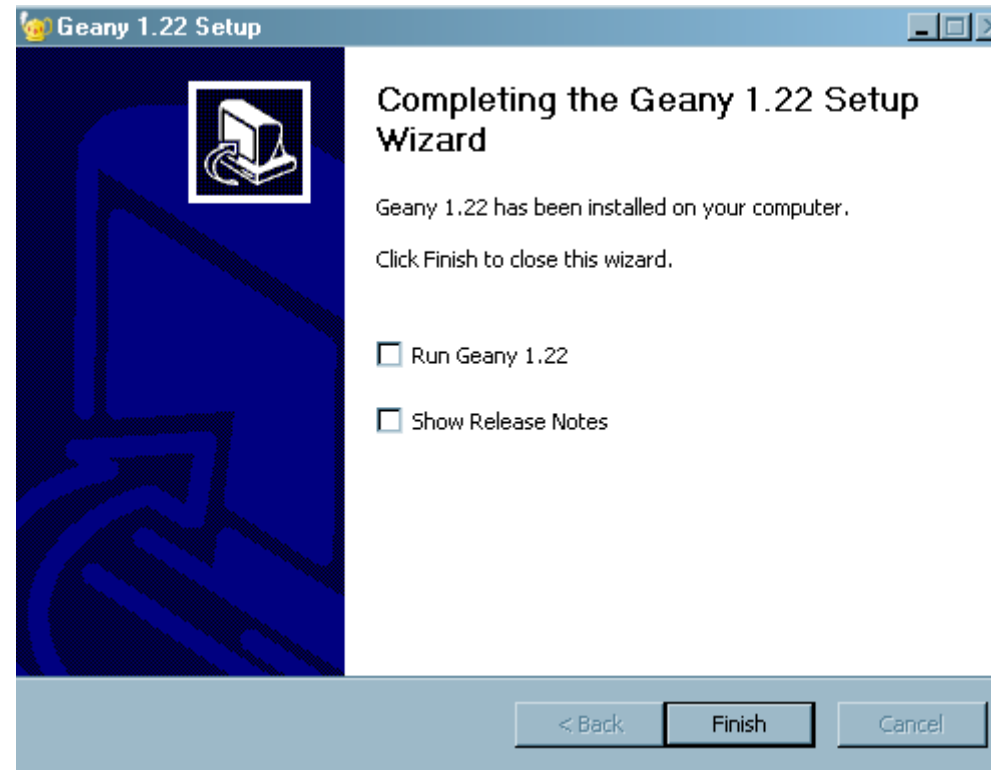 Geany 1.22 Setup
Completing the Geany 1.22 Setup
Wizard
Geany 1.22 has been installed on your computer.
Click Finish to close this wizard.
Run Geany 1.22
Show Release Notes
< Back Finish Cancel